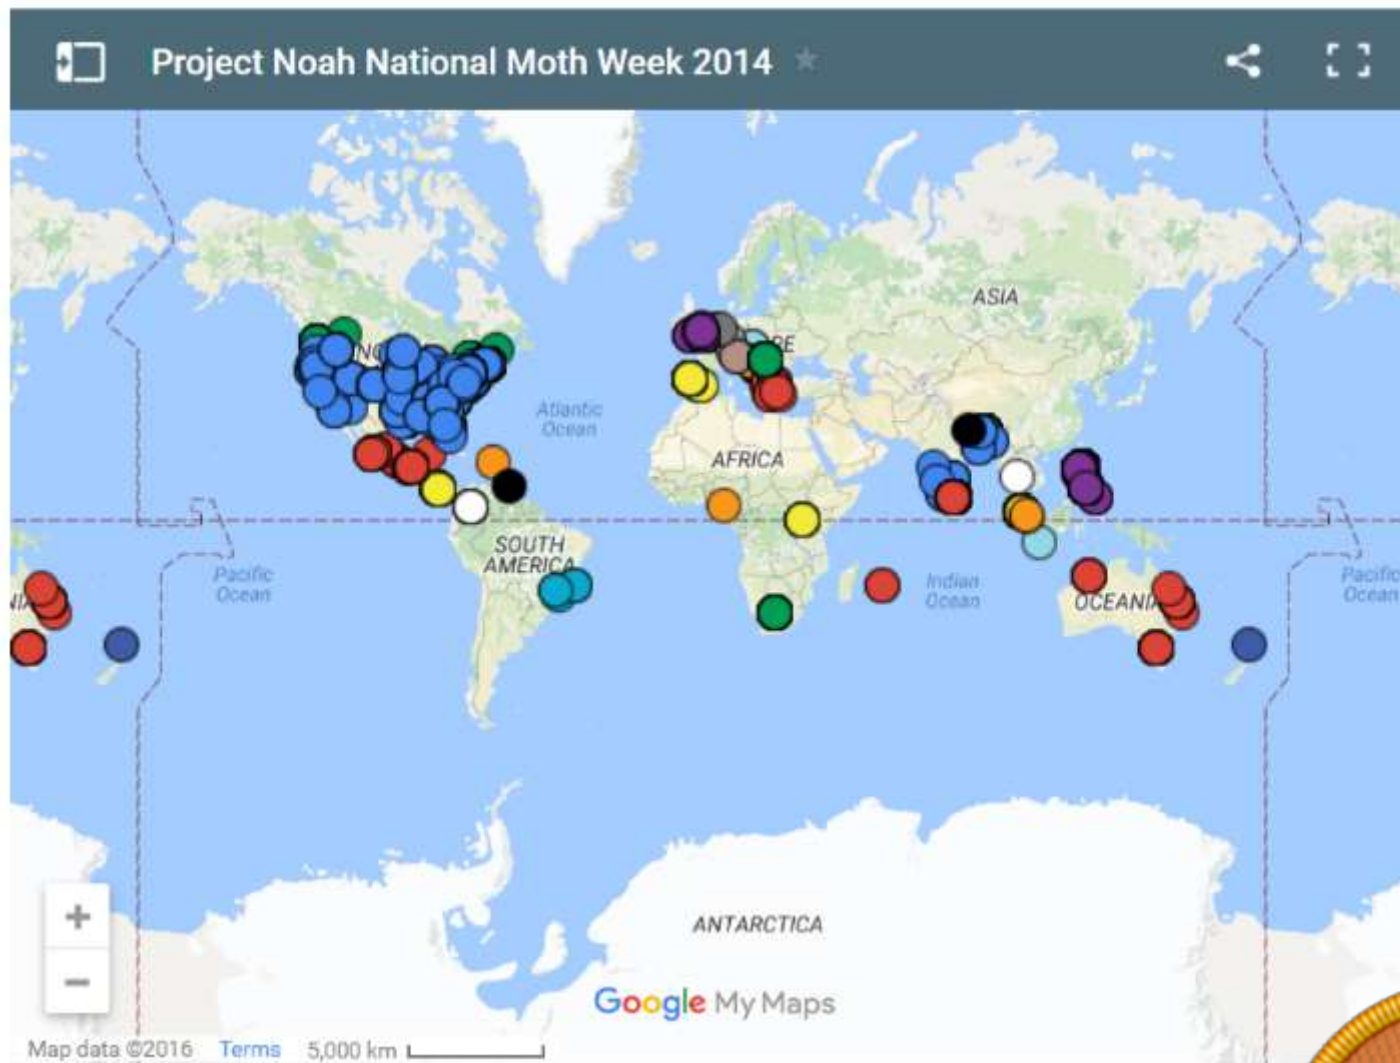 Project Noah National Moth Week 2014
ASIA
Atlantic
Ocean
AFRICA
SOUTH
AMERICA
Pacific
Ocean
Indian
Ocean
OCEANIA
Pacific
Ocean
ANTARCTICA
Google My Maps
Map data ©2016 Terms 5,000 km